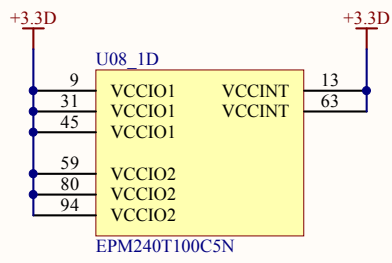 +3.3D +3.3D
U08_1D
9 VCCIO1 VCCINT 13
31 VCCIO1 VCCINT 63
45 VCCIO1
59 VCCIO2
80 VCCIO2
94 VCCIO2
EPM240T100C5N